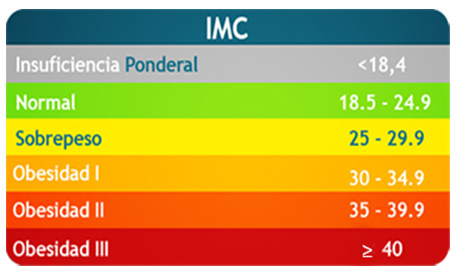 IMC
Insuficiencia Ponderal <18,4
Normal 18.5 - 24.9
Sobrepeso 25 - 29.9
Obesidad I 30 - 34.9
Obesidad II 35 - 39.9
Obesidad III ≥ 40